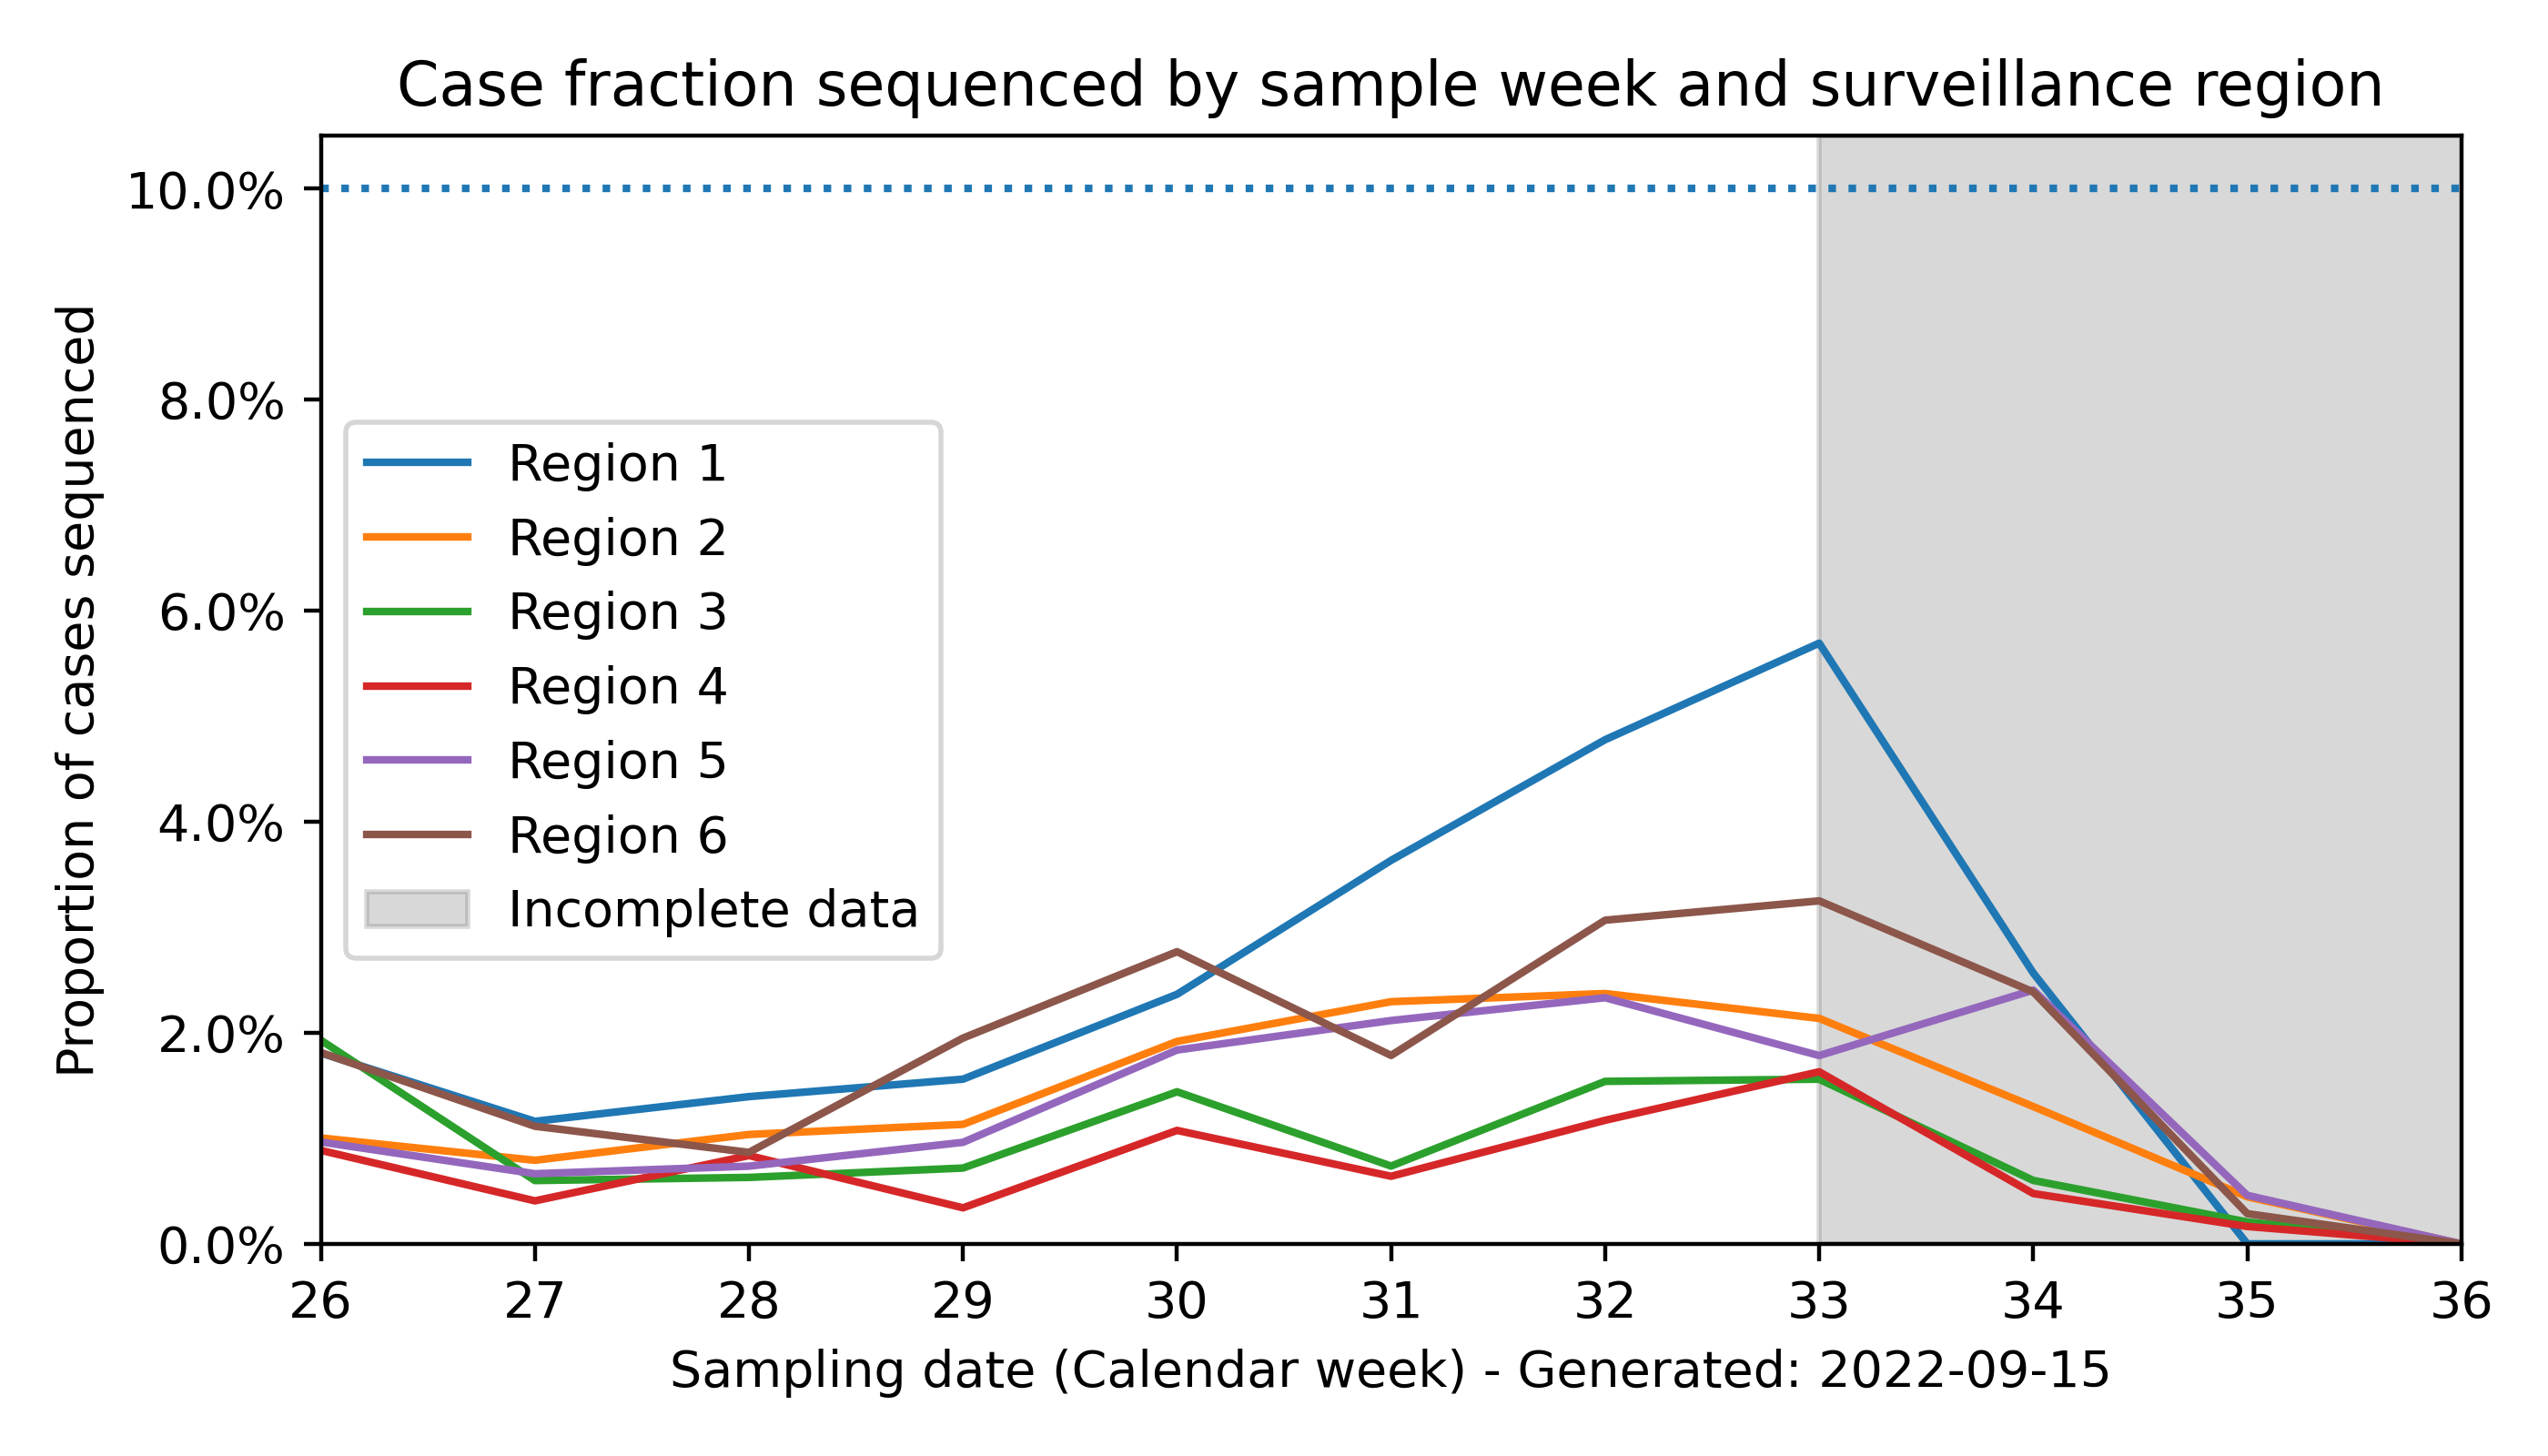 Case fraction sequenced by sample week and surveillance region
Proportion of cases sequenced
10.0%
8.0%
6.0%
4.0%
2.0%
0.0%
Region 1
Region 2
Region 3
Region 4
Region 5
Region 6
Incomplete data
26 27 28 29 30 31 32 33 34 35 36
Sampling date (Calendar week) - Generated: 2022-09-15